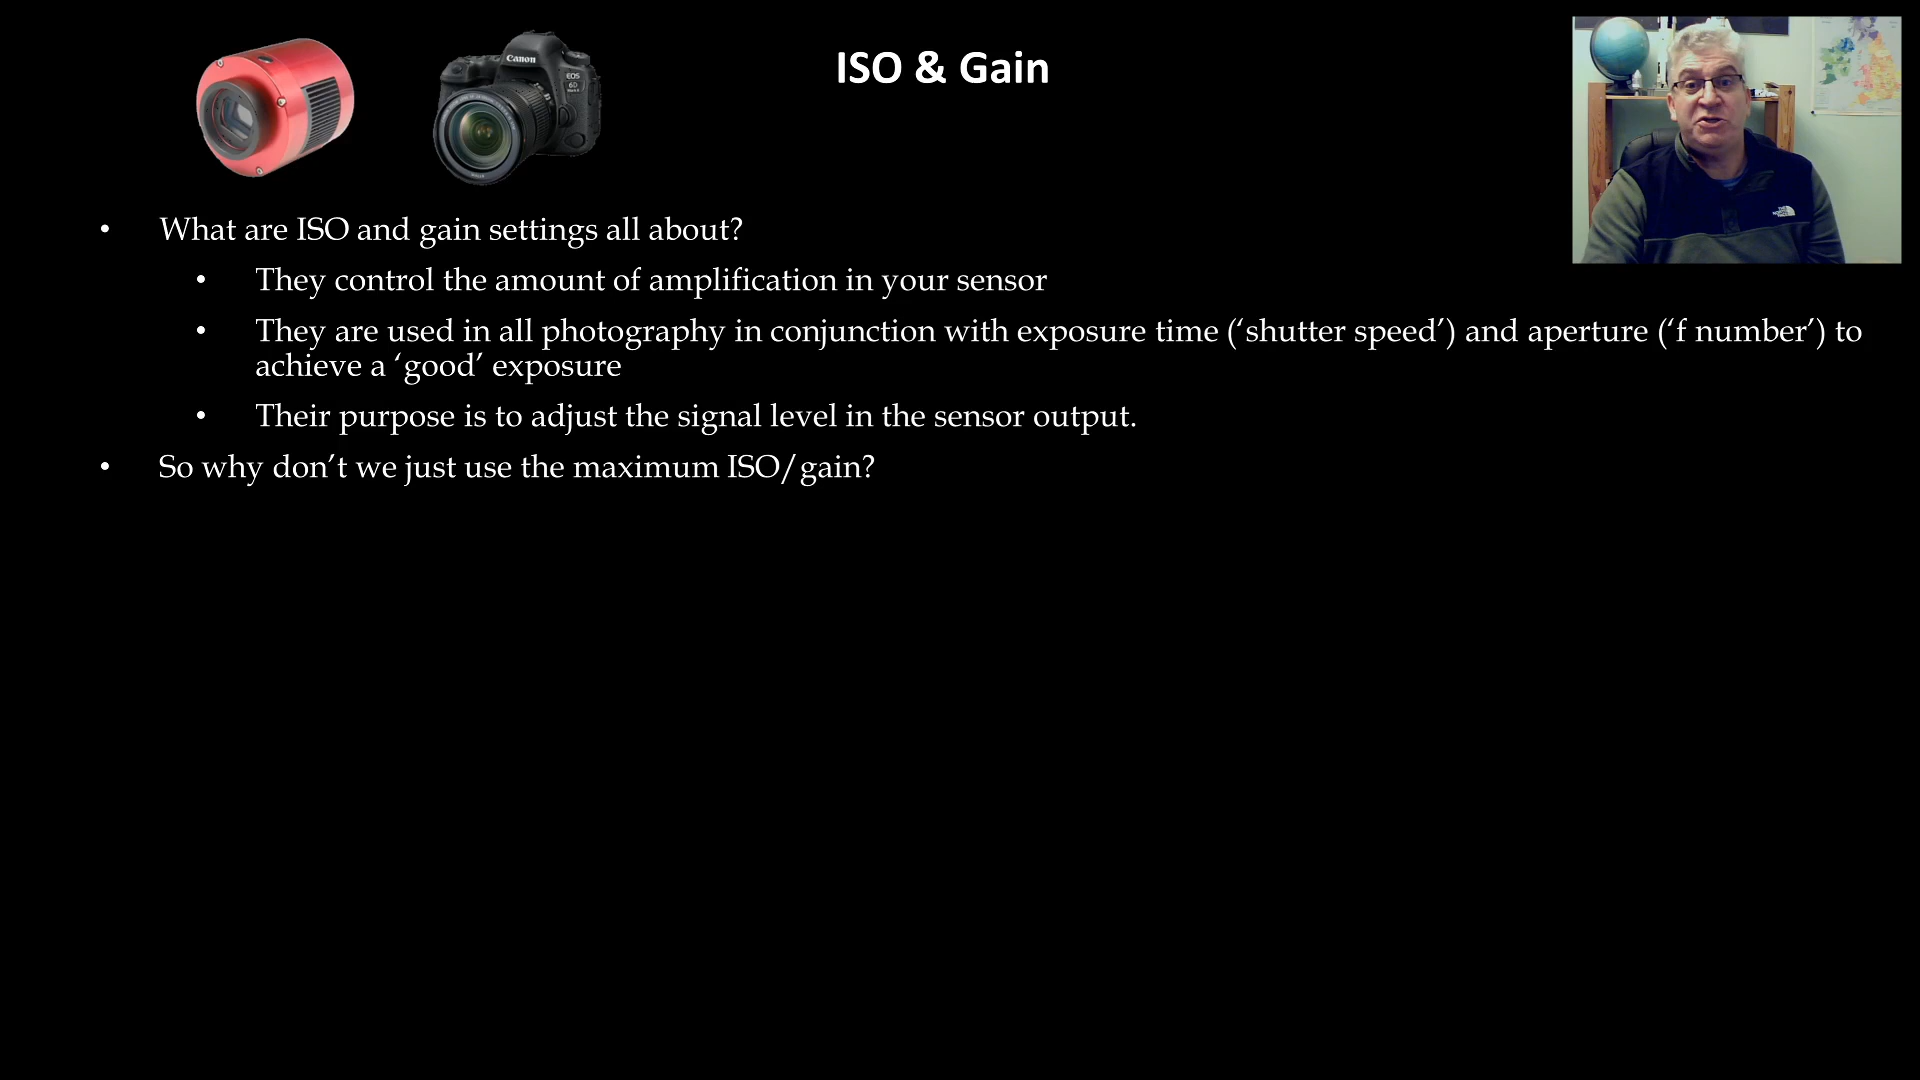 ISO & Gain
Canon
EOS
6D
• What are ISO and gain settings all about?
• They control the amount of amplification in your sensor
• They are used in all photography in conjunction with exposure time (‘shutter speed’) and aperture (‘f number’) to
achieve a ‘good’ exposure
• Their purpose is to adjust the signal level in the sensor output.
• So why don’t we just use the maximum ISO/gain?